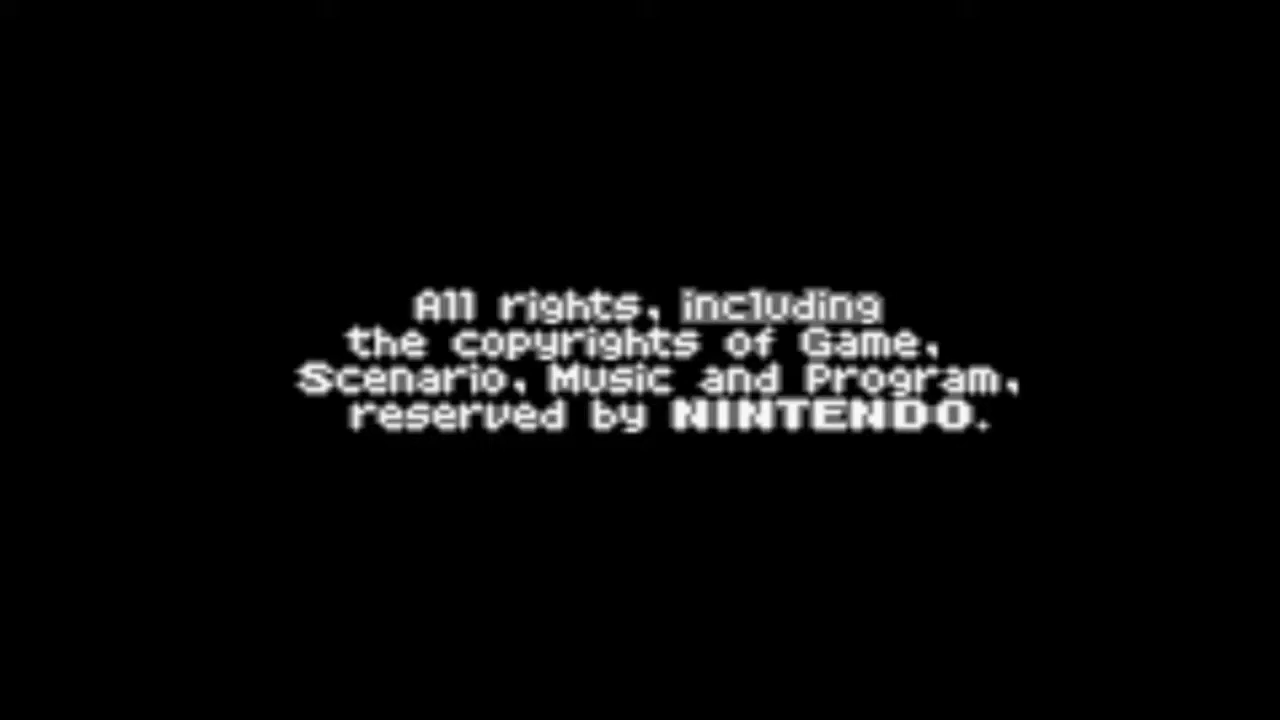 All rights, including
the copyrights of Game,
Scenario, Music and Program,
reserved by NINTENDO.